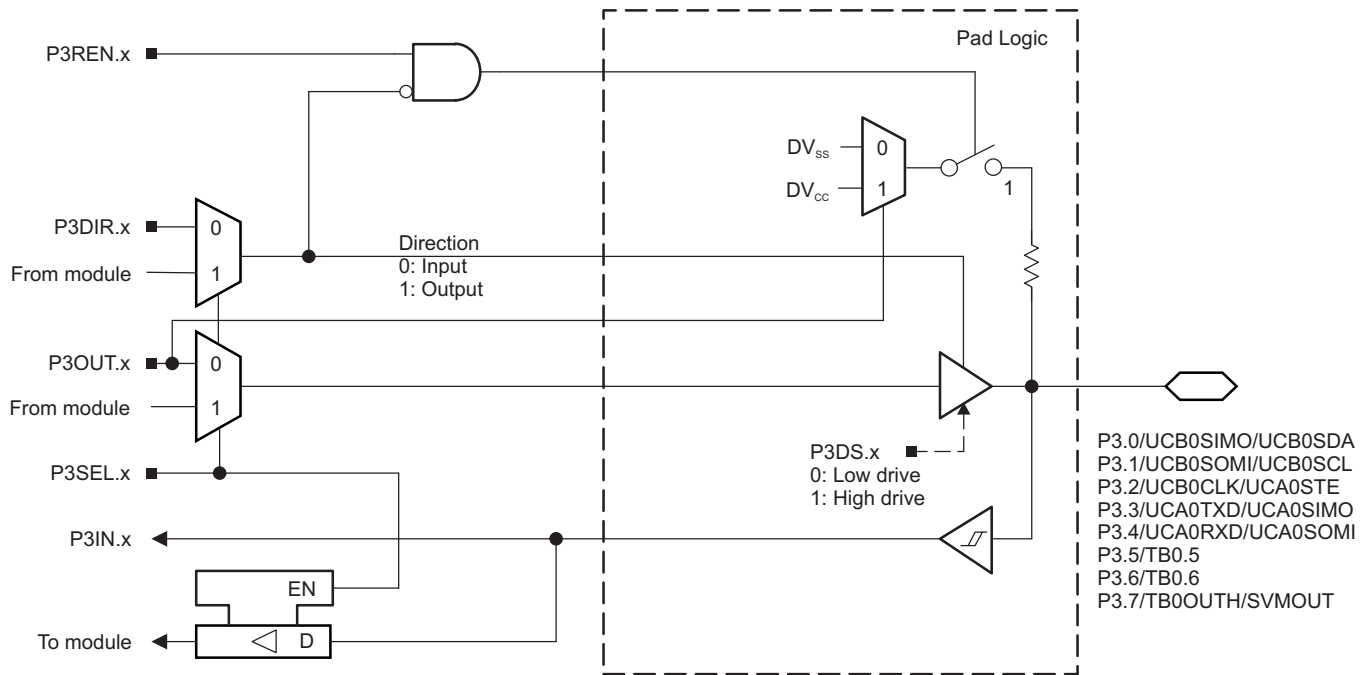 Pad Logic
P3REN.x
DVSS
0
DVCC
1
1
P3DIR.x
0
From module
1
Direction
0: Input
1: Output
P3OUT.x
0
From module
1
P3SEL.x
P3DS.x
0: Low drive
1: High drive
P3.0/UCB0SIMO/UCB0SDA
P3.1/UCB0SOMI/UCB0SCL
P3.2/UCB0CLK/UCA0STE
P3.3/UCA0TXD/UCA0SIMO
P3.4/UCA0RXD/UCA0SOMI
P3.5/TB0.5
P3.6/TB0.6
P3.7/TB0OUTH/SVMOUT
P3IN.x
EN
To module
D